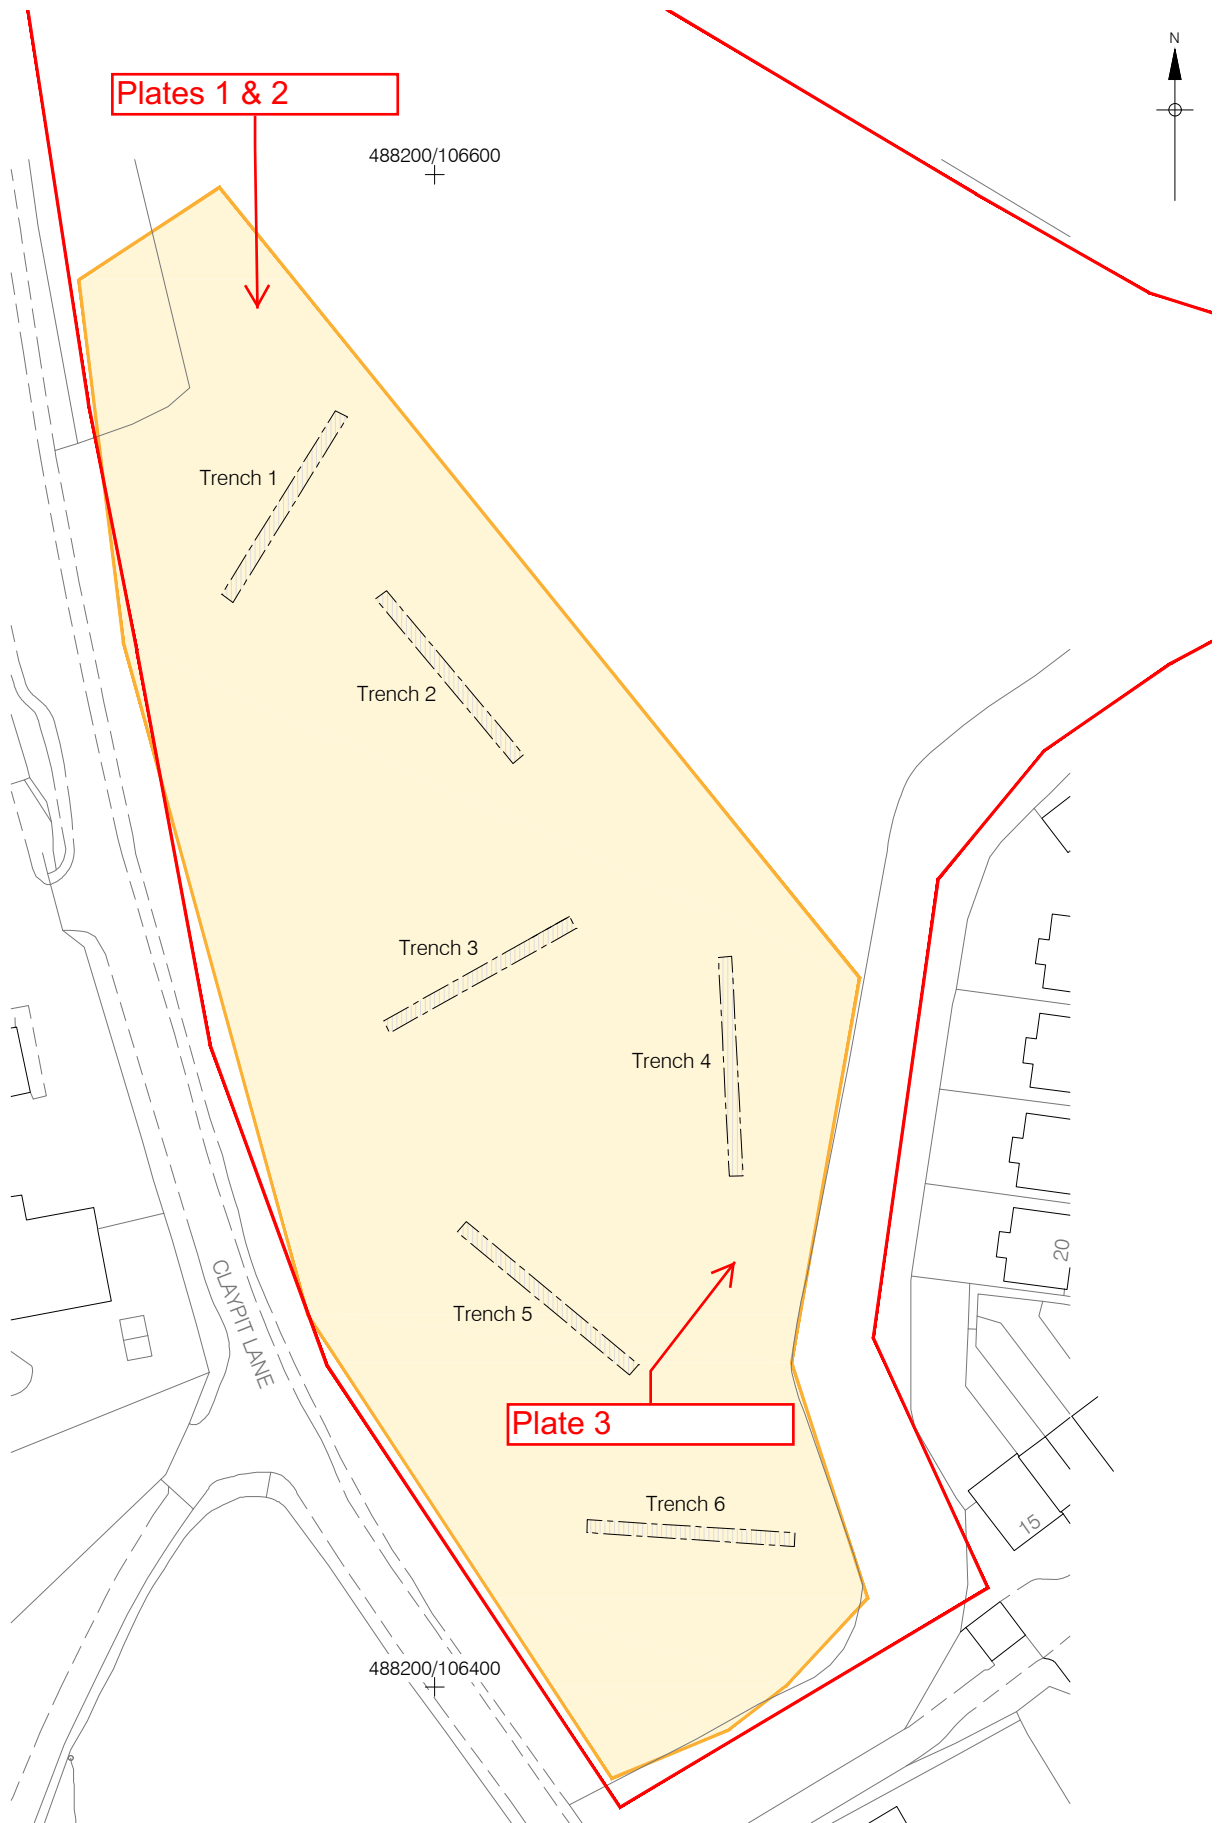 N
Plates 1 & 2
488200/106600
Trench 1
Trench 2
Trench 3
Trench 4
20
CLAYPIT LANE
Trench 5
Plate 3
Trench 6
15
488200/106400